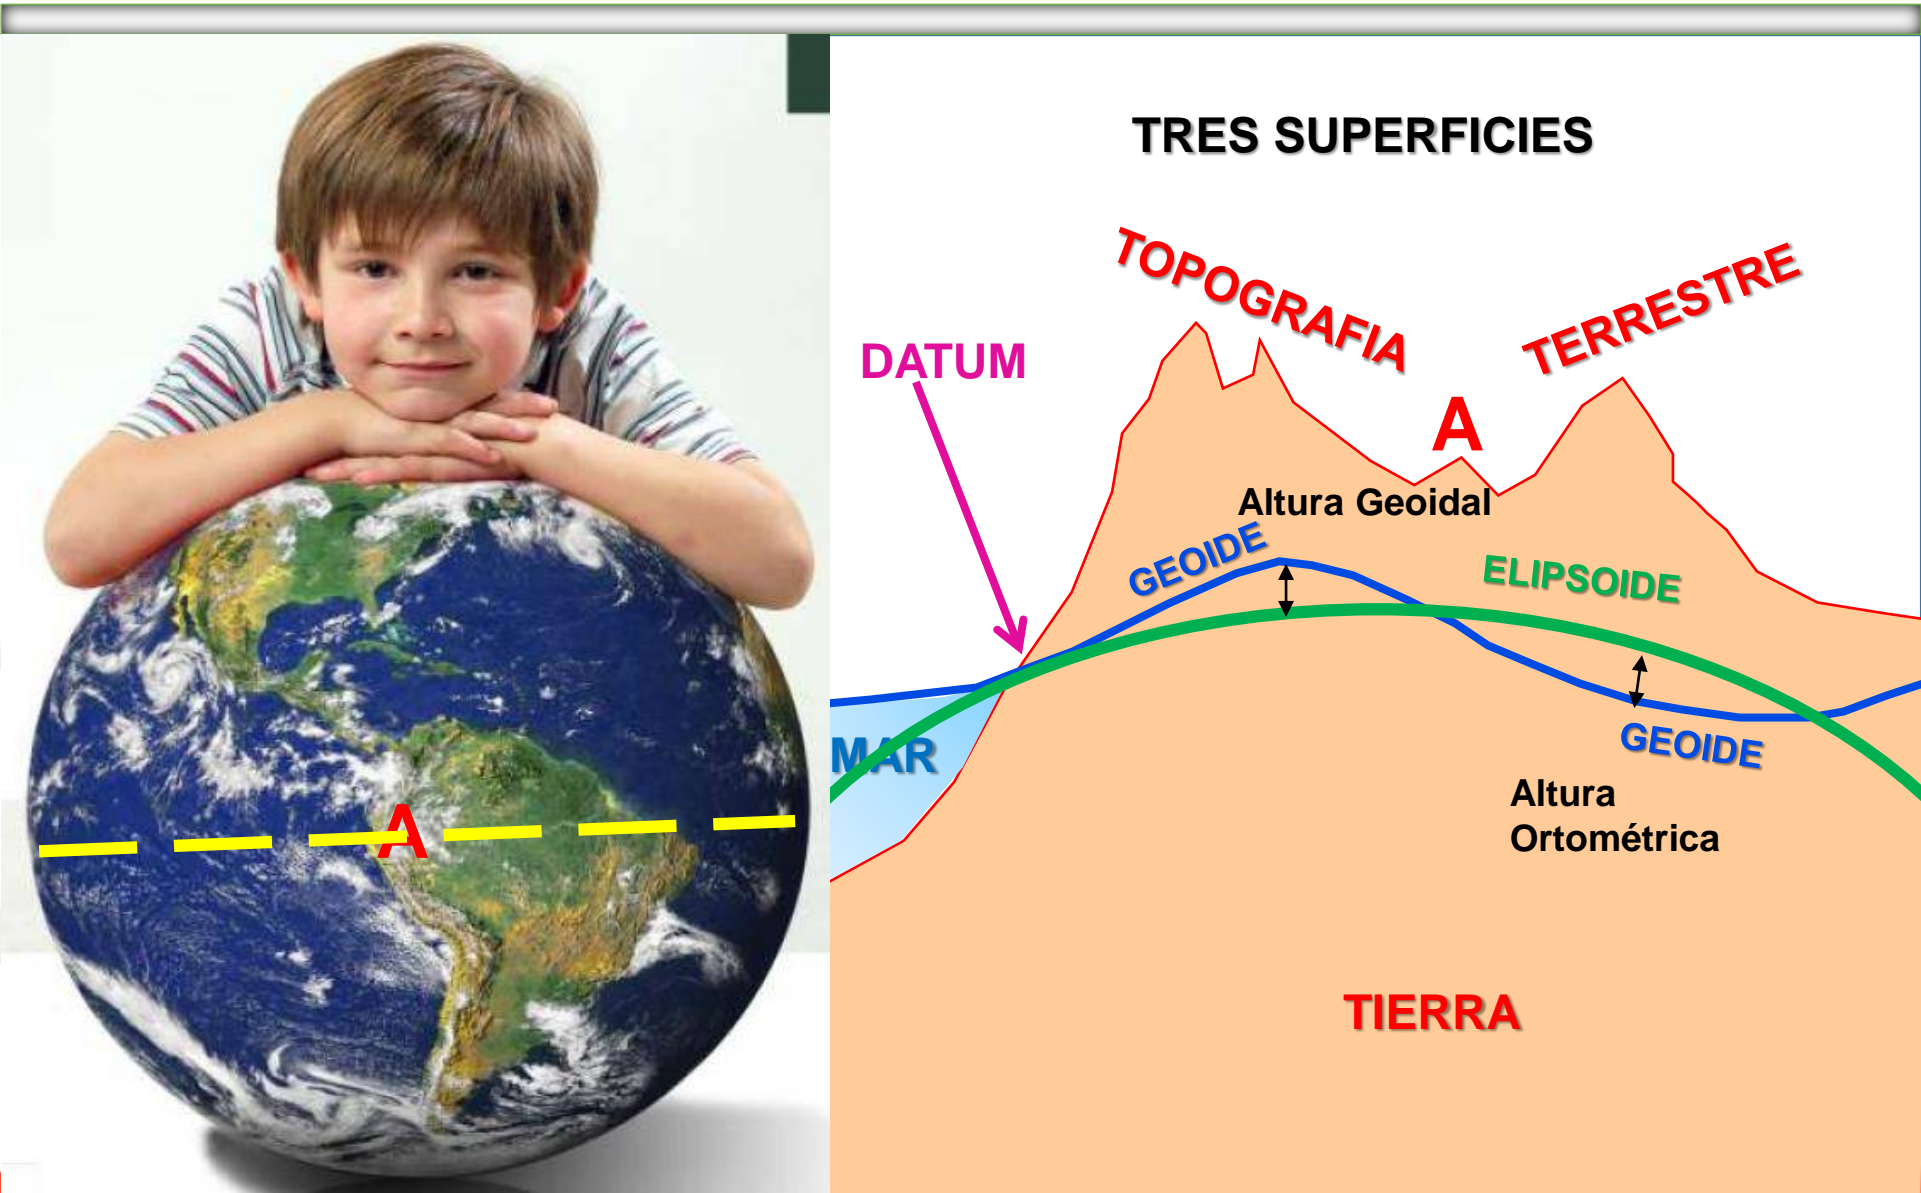 TRES SUPERFICIES
TOPOGRAFIA
TERRESTRE
DATUM
A
Altura Geoidal
GEOIDE
ELIPSOIDE
MAR
GEOIDE
Altura
Ortométrica
A
TIERRA